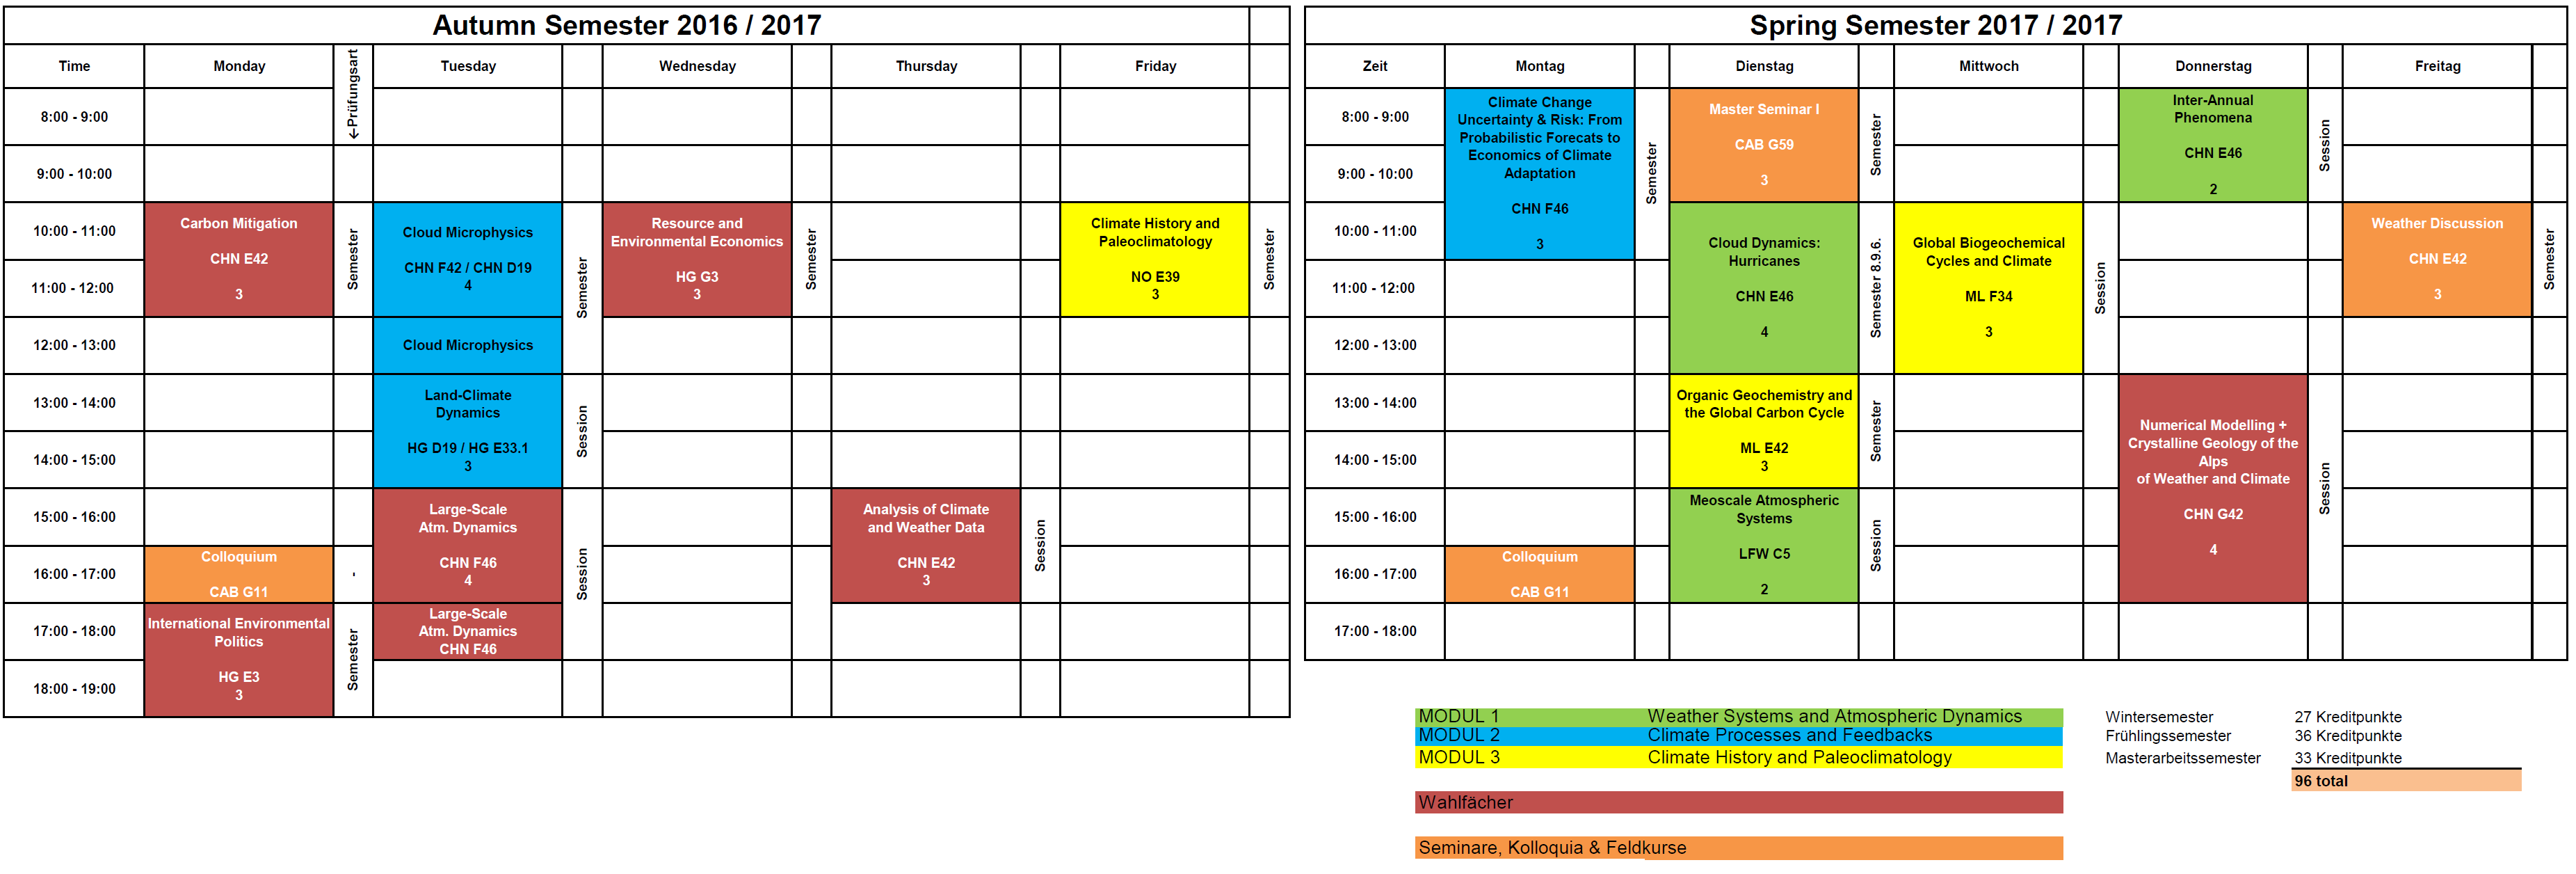 Autumn Semester 2016 / 2017
Time
Monday
←Prüfungsart
Tuesday
Wednesday
Thursday
Friday
8:00 - 9:00
9:00 - 10:00
10:00 - 11:00
11:00 - 12:00
12:00 - 13:00
13:00 - 14:00
14:00 - 15:00
15:00 - 16:00
16:00 - 17:00
17:00 - 18:00
18:00 - 19:00
Carbon Mitigation
CHN E42
3
Semester
Colloquium
CAB G11
-
International Environmental
Politics
HG E3
3
Semester
Cloud Microphysics
CHN F42 / CHN D19
4
Cloud Microphysics
Semester
Land-Climate
Dynamics
HG D19 / HG E33.1
3
Session
Large-Scale
Atm. Dynamics
CHN F46
4
Large-Scale
Atm. Dynamics
CHN F46
Session
Resource and
Environmental Economics
HG G3
3
Semester
Analysis of Climate
and Weather Data
CHN E42
3
Session
Climate History and
Paleoclimatology
NO E39
3
Semester
Spring Semester 2017 / 2017
Zeit
Montag
Dienstag
Mittwoch
Donnerstag
Freitag
8:00 - 9:00
9:00 - 10:00
10:00 - 11:00
11:00 - 12:00
12:00 - 13:00
13:00 - 14:00
14:00 - 15:00
15:00 - 16:00
16:00 - 17:00
17:00 - 18:00
Climate Change
Uncertainty & Risk: From
Probabilistic Forecats to
Economics of Climate
Adaptation
CHN F46
3
Semester
Colloquium
CAB G11
Master Seminar I
CAB G59
3
Semester
Cloud Dynamics:
Hurricanes
CHN E46
4
Semester 8.9.6.
Organic Geochemistry and
the Global Carbon Cycle
ML E42
3
Semester
Meoscale Atmospheric
Systems
LFW C5
2
Session
Global Biogeochemical
Cycles and Climate
ML F34
3
Session
Inter-Annual
Phenomena
CHN E46
2
Session
Numerical Modelling +
Crystalline Geology of the
Alps
of Weather and Climate
CHN G42
4
Session
Weather Discussion
CHN E42
3
Semester
MODUL 1 Weather Systems and Atmospheric Dynamics
MODUL 2 Climate Processes and Feedbacks
MODUL 3 Climate History and Paleoclimatology
Wahlfächer
Seminare, Kolloquia & Feldkurse
Wintersemester 27 Kreditpunkte
Frühlingssemester 36 Kreditpunkte
Masterarbeitssemester 33 Kreditpunkte
96 total